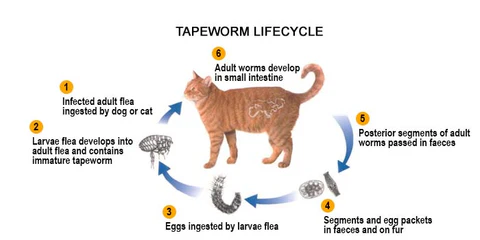 TAPEWORM LIFECYCLE
6
Adult worms develop
in small intestine
1
Infected adult flea
ingested by dog or cat
2
Larvae flea develops into
adult flea and contains
immature tapeworm
5
Posterior segments of adult
worms passed in faeces
3
Eggs ingested by larvae flea
4
Segments and egg packets
in faeces and on fur